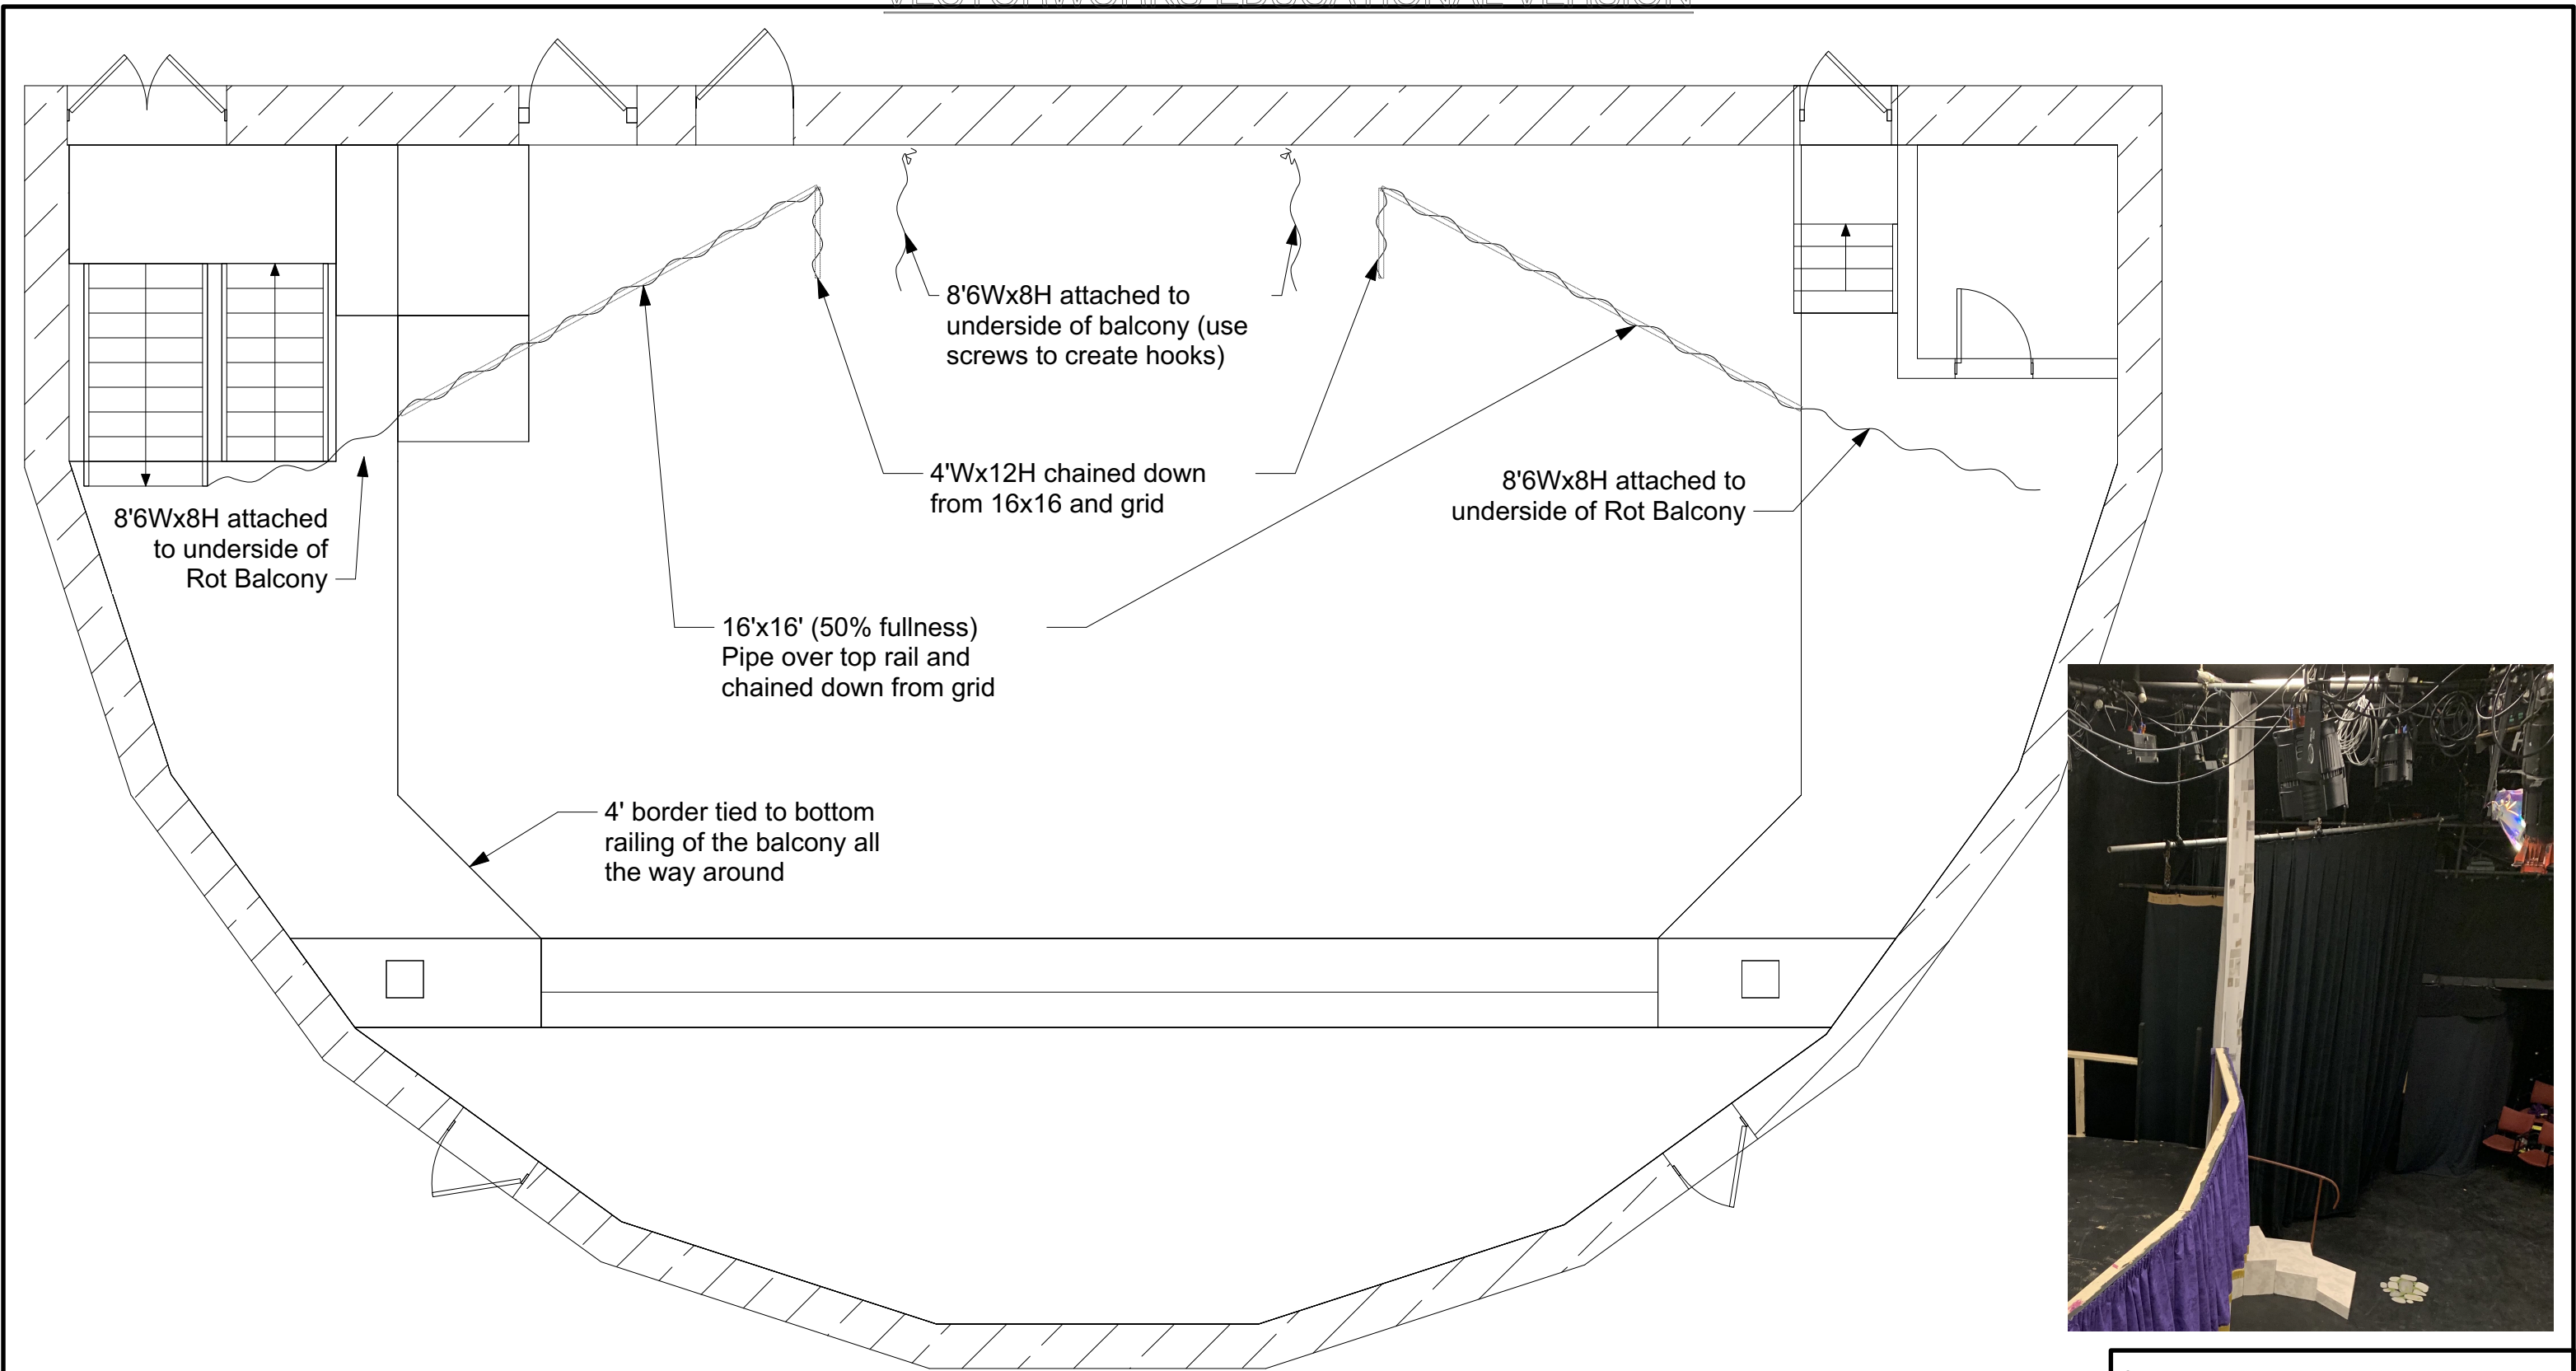 VECTORWORKS EDUCATIONAL VERSION
8'6Wx8H attached to
underside of balcony (use
screws to create hooks)
4'Wx12H chained down
from 16x16 and grid
8'6Wx8H attached to
underside of Rot Balcony
8'6Wx8H attached
to underside of
Rot Balcony
16'x16' (50% fullness)
Pipe over top rail and
chained down from grid
4' border tied to bottom
railing of the balcony all
the way around